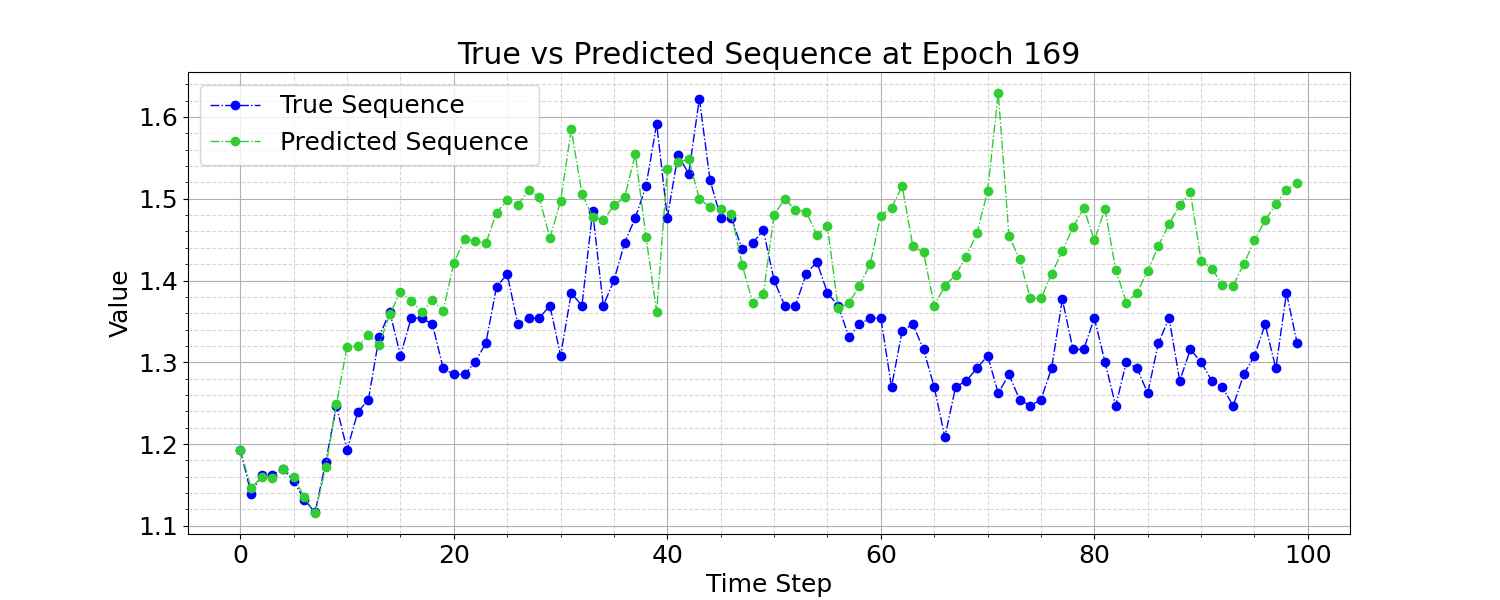 True vs Predicted Sequence at Epoch 169
True Sequence
Predicted Sequence
Value
1.6
1.5
1.4
1.3
1.2
1.1
0 20 40 60 80 100
Time Step